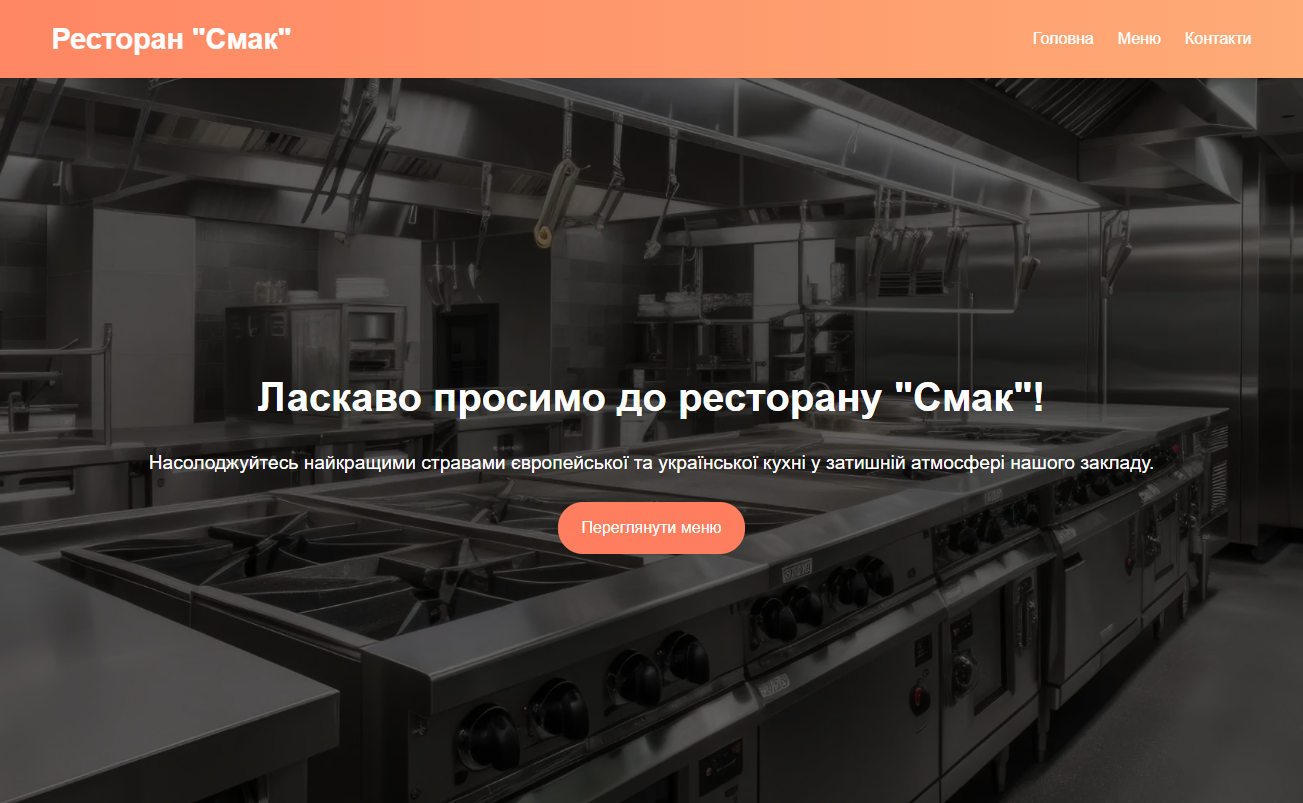 Ресторан "Смак"
Головна Меню Контакти
Ласкаво просимо до ресторану "Смак"!
Насолоджуйтесь найкращими стравами європейської та української кухні у затишній атмосфері нашого закладу.
Переглянути меню